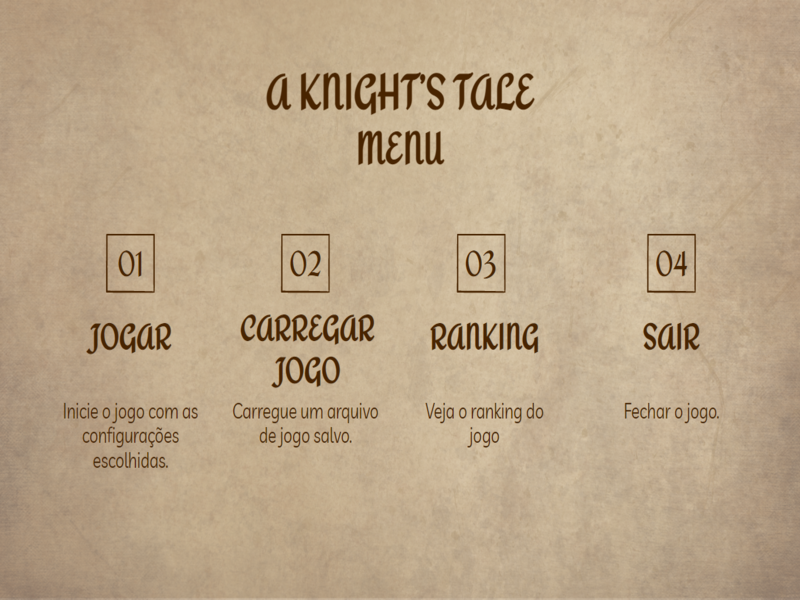 A KNIGHT'S TALE
MENU
01
JOGAR
Inicie o jogo com as
configurações
escolhidas.
02
CARREGAR
JOGO
Carregue um arquivo
de jogo salvo.
03
RANKING
Veja o ranking do
jogo
04
SAIR
Fechar o jogo.